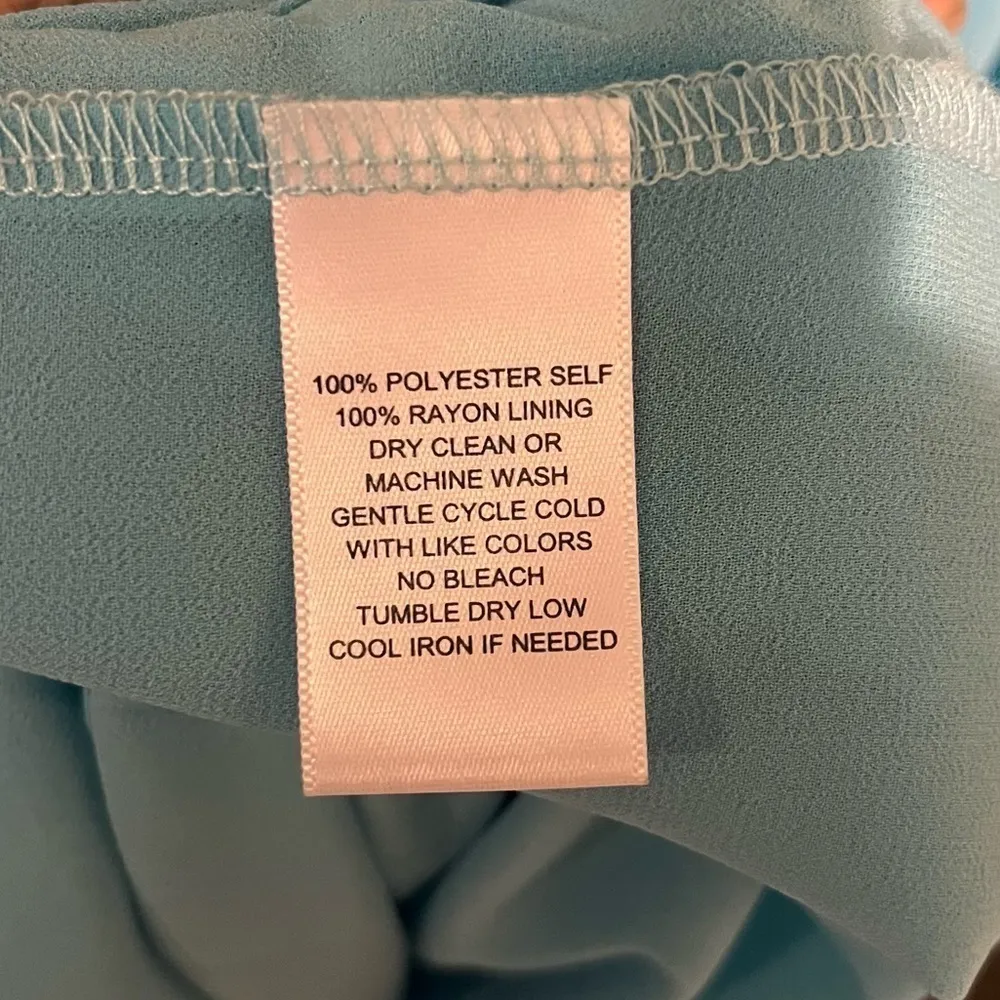 100% POLYESTER SELF
100% RAYON LINING
DRY CLEAN OR
MACHINE WASH
GENTLE CYCLE COLD
WITH LIKE COLORS
NO BLEACH
TUMBLE DRY LOW
COOL IRON IF NEEDED